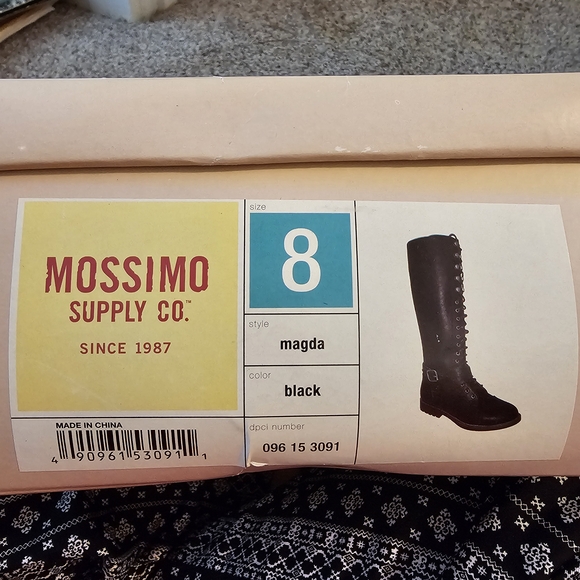 MOSSIMO
SUPPLY CO.™
SINCE 1987
MADE IN CHINA
4 90961 53091 1
size
8
style
magda
color
black
dpci number
096 15 3091